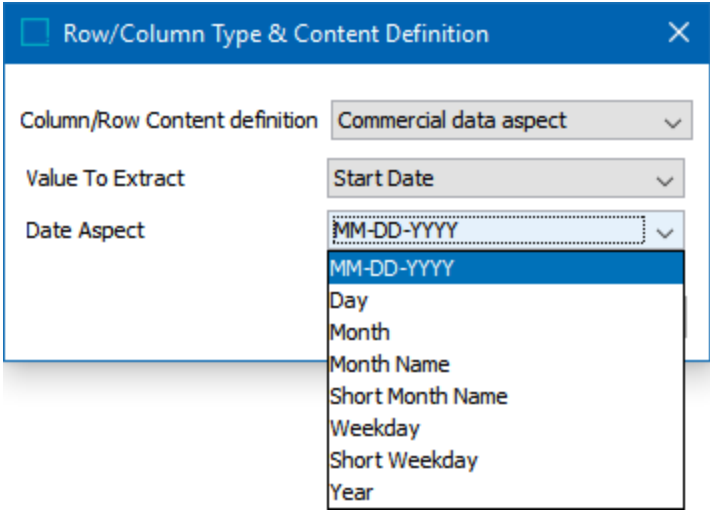 Row/Column Type & Content Definition
Column/Row Content definition Commercial data aspect
Value To Extract Start Date
Date Aspect MM-DD-YYYY
MM-DD-YYYY
Day
Month
Month Name
Short Month Name
Weekday
Short Weekday
Year